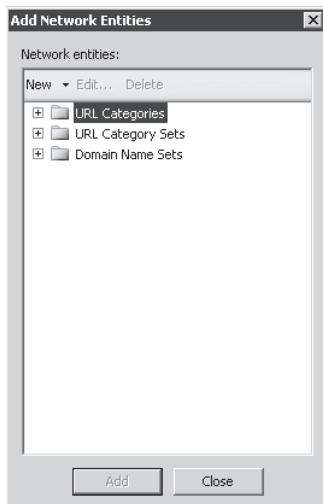 Add Network Entities
Network entities:
New Edit... Delete
URL Categories
URL Category Sets
Domain Name Sets
Add Close